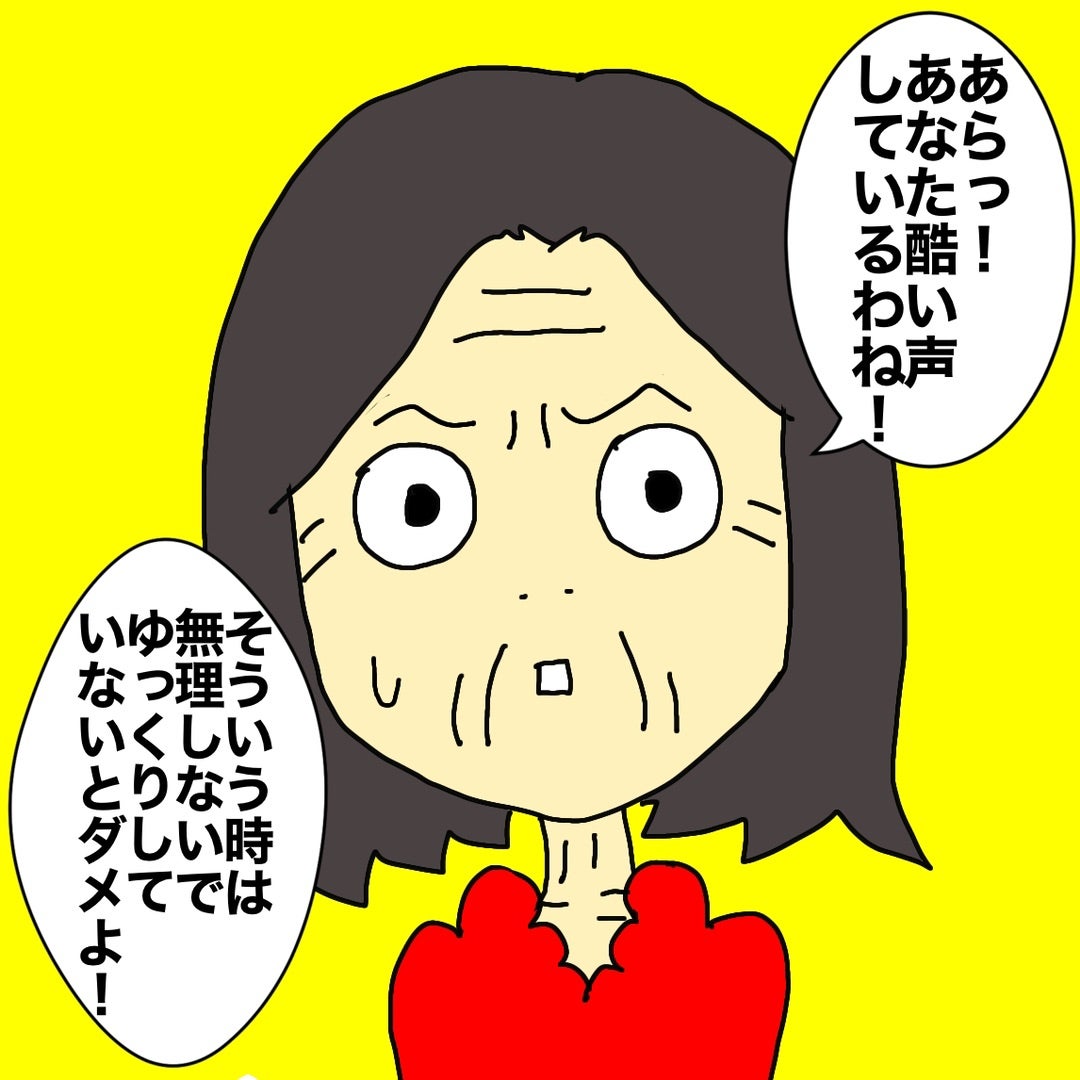 あらっ！
あなた酷い声
しているわね！
そういう時は
無理しないで
ゆっくりして
いないとダメよ！